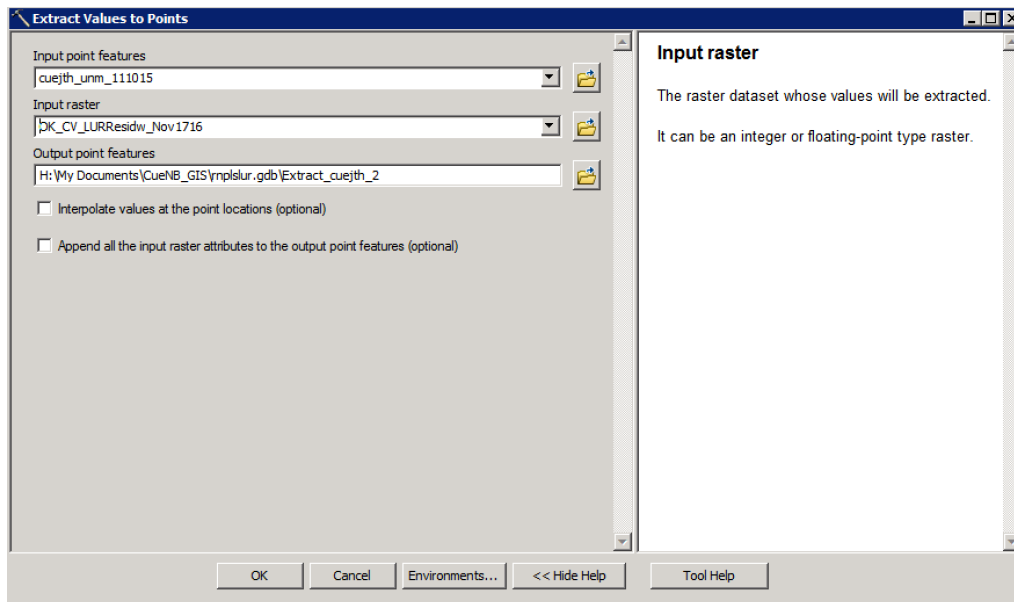 Extract Values to Points
Input point features
cuejth_unm_111015
Input raster
OK_CV_LURResidw_Nov1716
Output point features
H:\My Documents\CueNB_GIS\rnplslur.gdb\Extract_cuejth_2
Interpolate values at the point locations (optional)
Append all the input raster attributes to the output point features (optional)
Input raster
The raster dataset whose values will be extracted.
It can be an integer or floating-point type raster.
OK
Cancel
Environments...
<< Hide Help
Tool Help